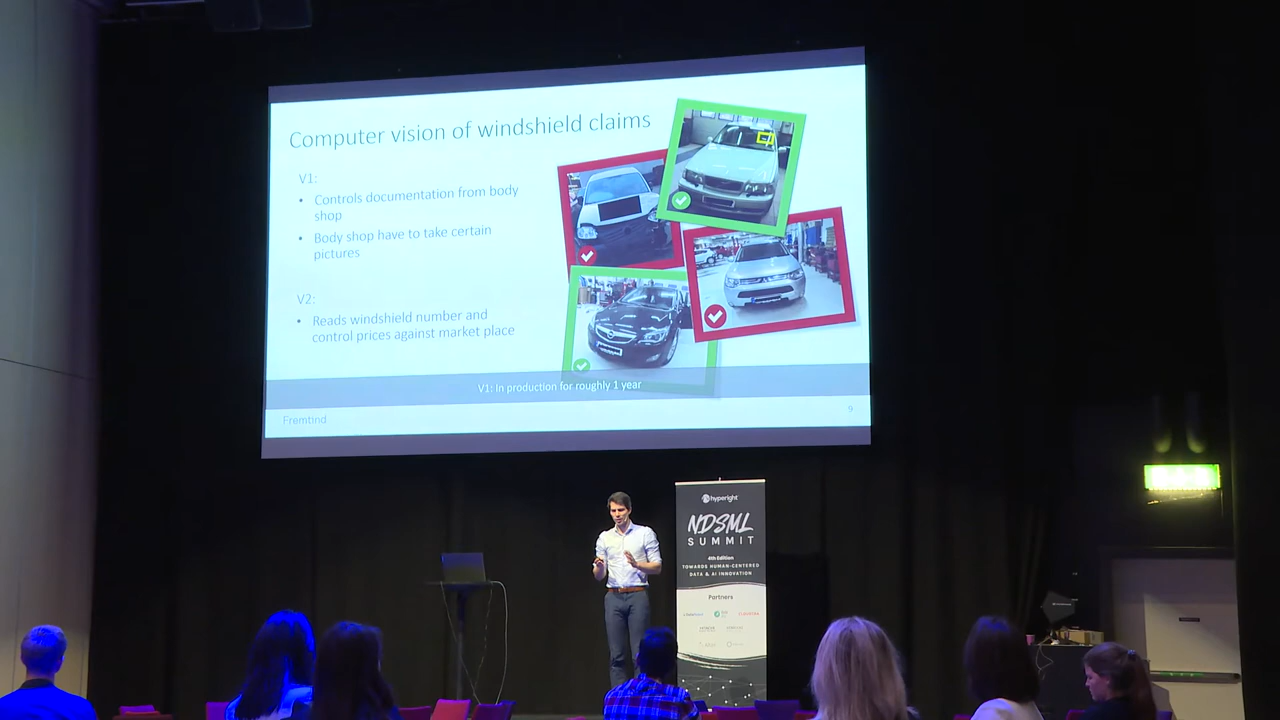 Computer vision of windshield claims
V1:
• Controls documentation from body
shop
• Body shop have to take certain
pictures
V2:
• Reads windshield number and
control prices against market place
V1: In production for roughly 1 year
Fremtind
9
hyperight
NDSML
SUMMIT
4th Edition
TOWARDS HUMAN-CENTERED
DATA & AI INNOVATION
Partners